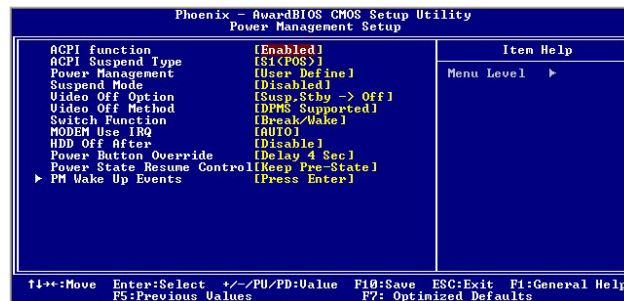 Phoenix - AwardBIOS CMOS Setup Utility
Power Management Setup
ACPI function [Enabled]
ACPI Suspend Type [S1(POS)]
Power Management [User Define]
Suspend Mode [Disabled]
Video Off Option [Susp,Stby -> Off]
Video Off Method [DPMS Supported]
Switch Function [Break/Wake]
MODEM Use IRQ [AUTO]
HDD Off After [Disable]
Power Button Override [Delay 4 Sec]
Power State Resume Control[Keep Pre-State]
▶ PM Wake Up Events [Press Enter]
Item Help
Menu Level ▶
↑↓→←:Move Enter:Select +/-/PU/PD:Value F10:Save ESC:Exit F1:General Help
F5:Previous Values F7: Optimized Defaults